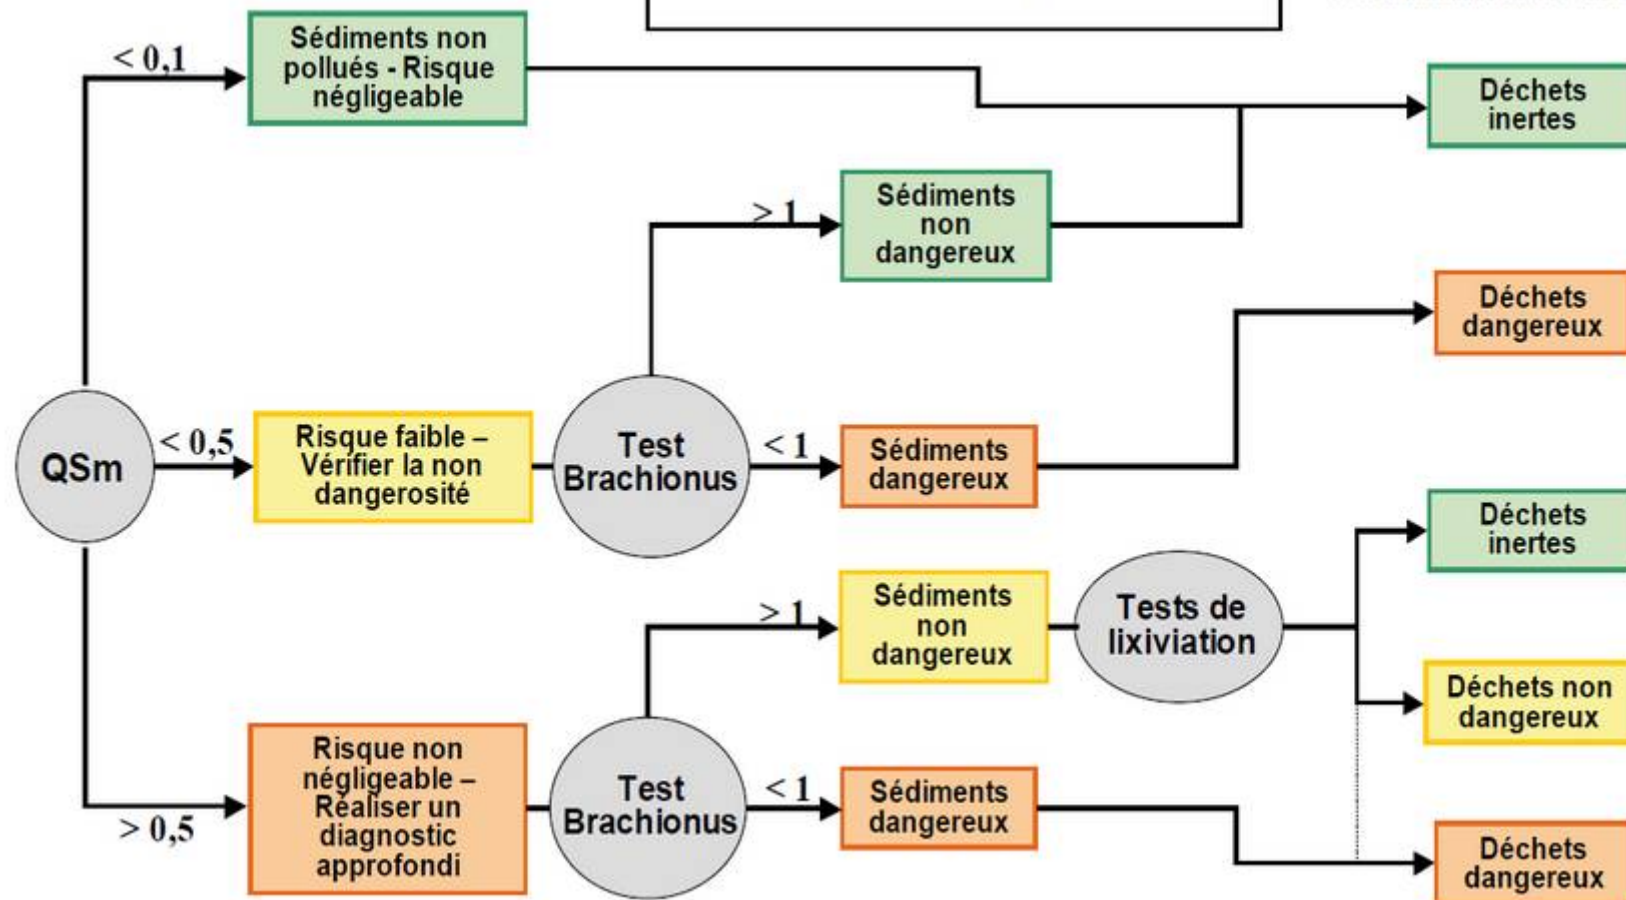 < 0,1
Sédiments non
pollués - Risque
négligeable
Déchets
inertes
> 1
Sédiments
non
dangereux
Déchets
dangereux
QSm
< 0,5
Risque faible –
Vérifier la non
dangerosité
Test
Brachionus
< 1
Sédiments
dangereux
Déchets
inertes
> 1
Sédiments
non
dangereux
Tests de
lixiviation
Déchets non
dangereux
> 0,5
Risque non
négligeable –
Réaliser un
diagnostic
approfondi
Test
Brachionus
< 1
Sédiments
dangereux
Déchets
dangereux